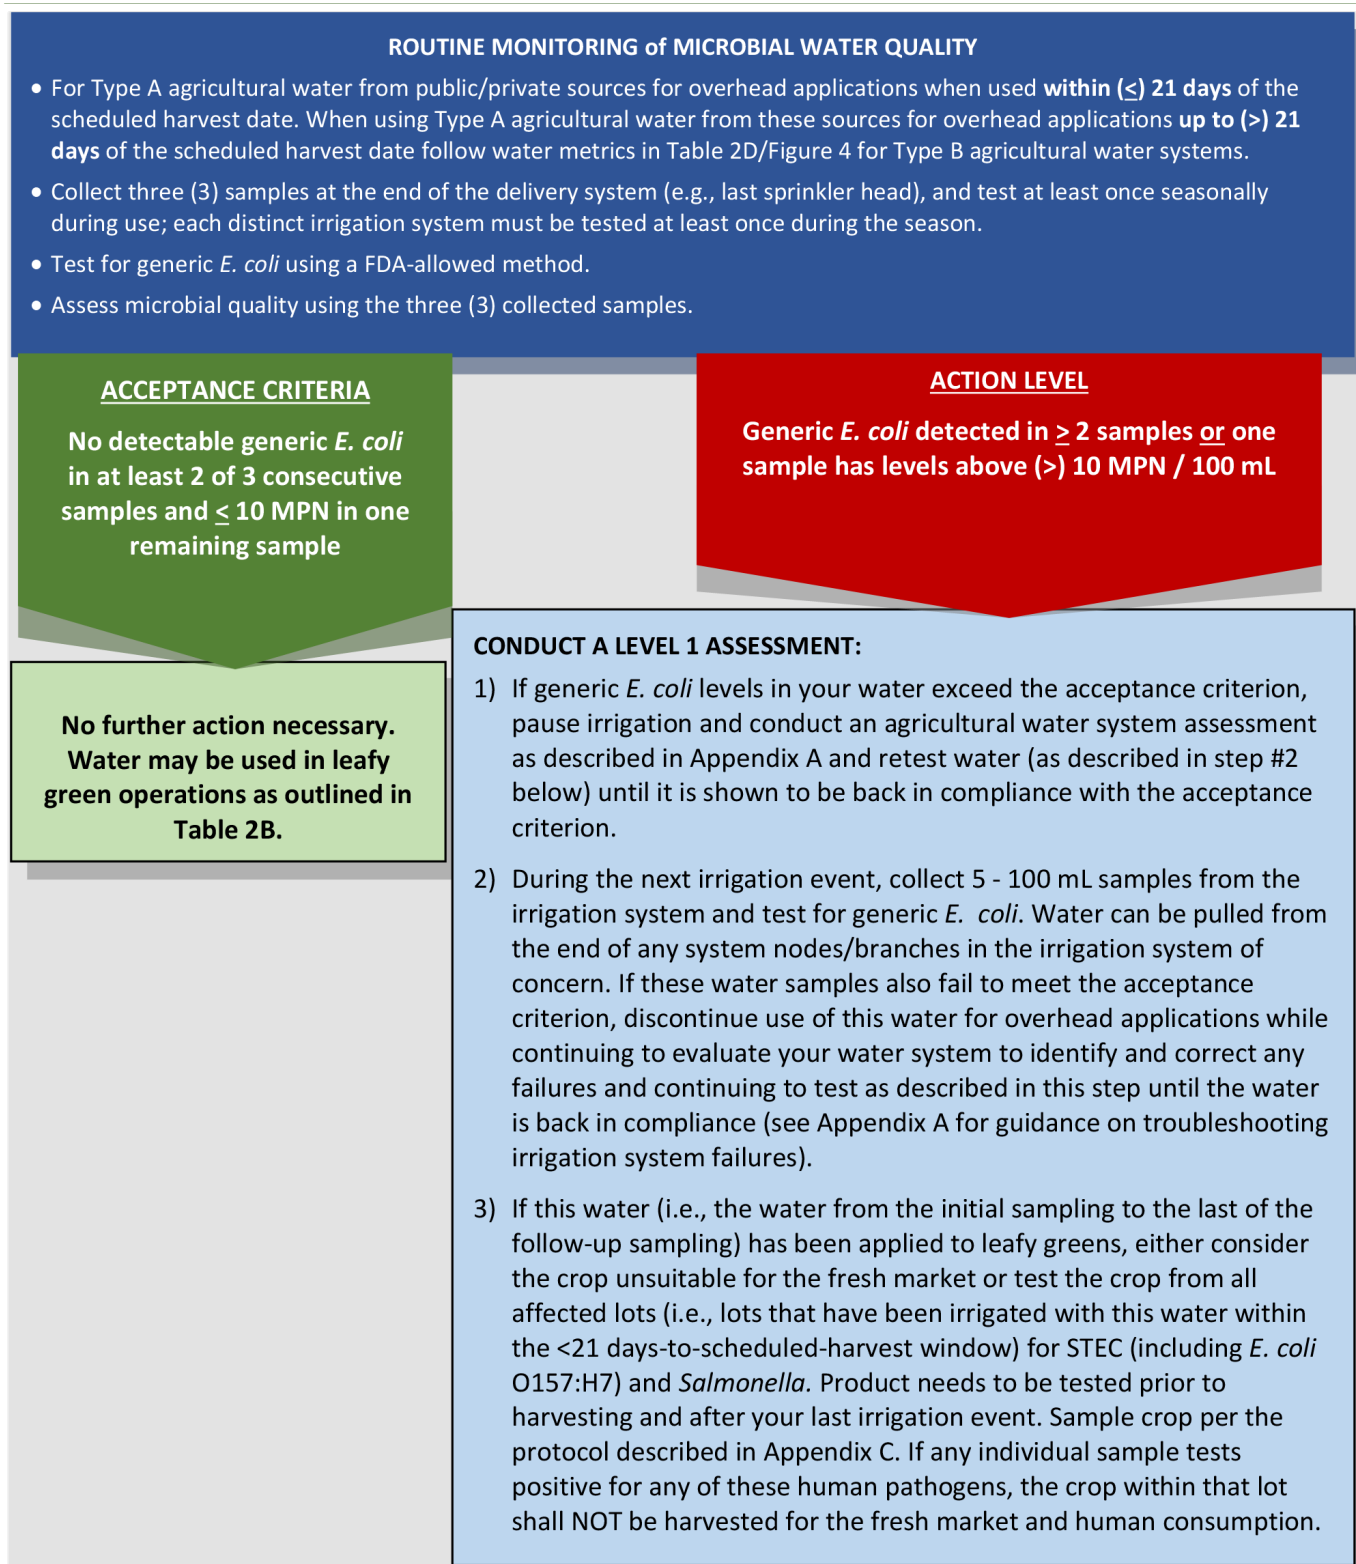 ROUTINE MONITORING of MICROBIAL WATER QUALITY
• For Type A agricultural water from public/private sources for overhead applications when used within (≤) 21 days of the
scheduled harvest date. When using Type A agricultural water from these sources for overhead applications up to (>) 21
days of the scheduled harvest date follow water metrics in Table 2D/Figure 4 for Type B agricultural water systems.
• Collect three (3) samples at the end of the delivery system (e.g., last sprinkler head), and test at least once seasonally
during use; each distinct irrigation system must be tested at least once during the season.
• Test for generic E. coli using a FDA-allowed method.
• Assess microbial quality using the three (3) collected samples.
ACCEPTANCE CRITERIA
No detectable generic E. coli
in at least 2 of 3 consecutive
samples and ≤ 10 MPN in one
remaining sample
ACTION LEVEL
Generic E. coli detected in ≥ 2 samples or one
sample has levels above (>) 10 MPN / 100 mL
No further action necessary.
Water may be used in leafy
green operations as outlined in
Table 2B.
CONDUCT A LEVEL 1 ASSESSMENT:
1) If generic E. coli levels in your water exceed the acceptance criterion,
pause irrigation and conduct an agricultural water system assessment
as described in Appendix A and retest water (as described in step #2
below) until it is shown to be back in compliance with the acceptance
criterion.
2) During the next irrigation event, collect 5 - 100 mL samples from the
irrigation system and test for generic E. coli. Water can be pulled from
the end of any system nodes/branches in the irrigation system of
concern. If these water samples also fail to meet the acceptance
criterion, discontinue use of this water for overhead applications while
continuing to evaluate your water system to identify and correct any
failures and continuing to test as described in this step until the water
is back in compliance (see Appendix A for guidance on troubleshooting
irrigation system failures).
3) If this water (i.e., the water from the initial sampling to the last of the
follow-up sampling) has been applied to leafy greens, either consider
the crop unsuitable for the fresh market or test the crop from all
affected lots (i.e., lots that have been irrigated with this water within
the <21 days-to-scheduled-harvest window) for STEC (including E. coli
O157:H7) and Salmonella. Product needs to be tested prior to
harvesting and after your last irrigation event. Sample crop per the
protocol described in Appendix C. If any individual sample tests
positive for any of these human pathogens, the crop within that lot
shall NOT be harvested for the fresh market and human consumption.